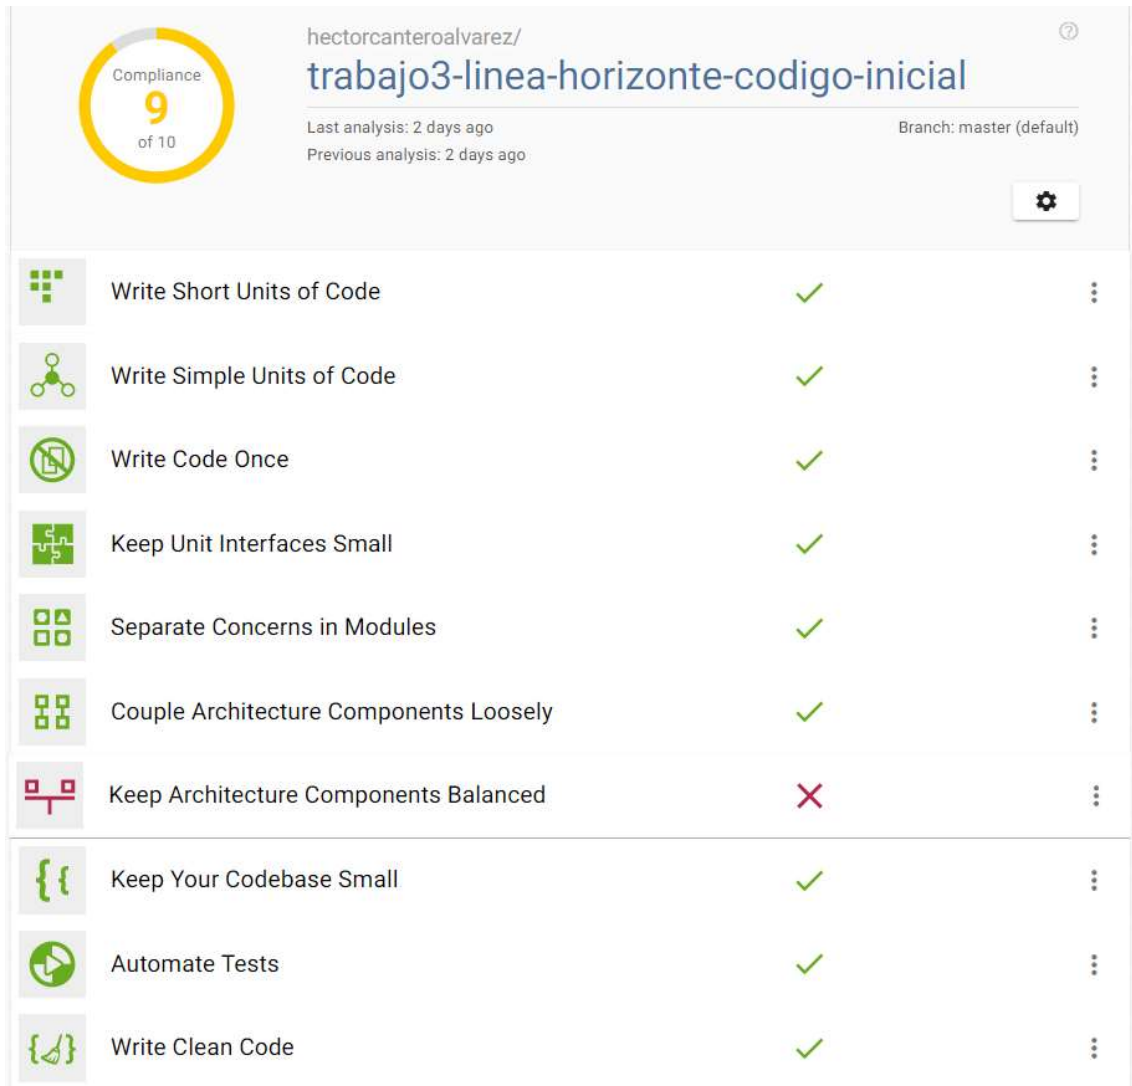 Compliance
9
of 10
hectorcanteroalvarez/
trabajo3-linea-horizonte-codigo-inicial
Last analysis: 2 days ago
Branch: master (default)
Previous analysis: 2 days ago
Write Short Units of Code
Write Simple Units of Code
Write Code Once
Keep Unit Interfaces Small
Separate Concerns in Modules
Couple Architecture Components Loosely
Keep Architecture Components Balanced
Keep Your Codebase Small
Automate Tests
Write Clean Code